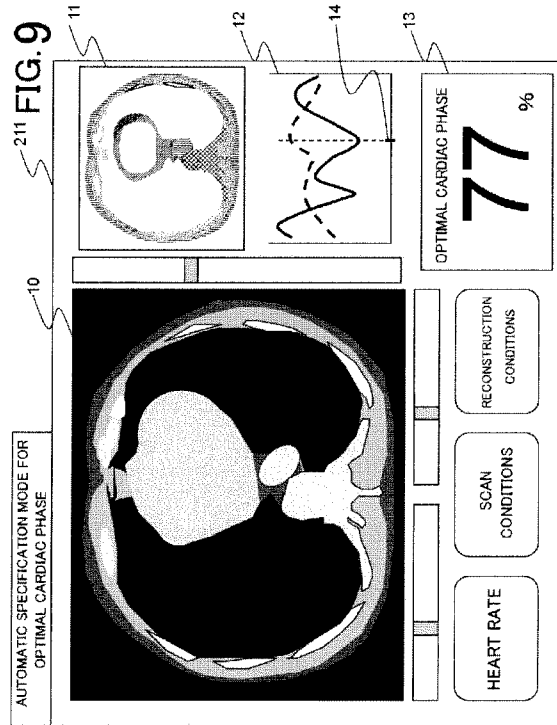 FIG. 9
211
AUTOMATIC SPECIFICATION MODE FOR
OPTIMAL CARDIAC PHASE
10
11
12
14
13
OPTIMAL CARDIAC PHASE
77
%
HEART RATE
SCAN
CONDITIONS
RECONSTRUCTION
CONDITIONS